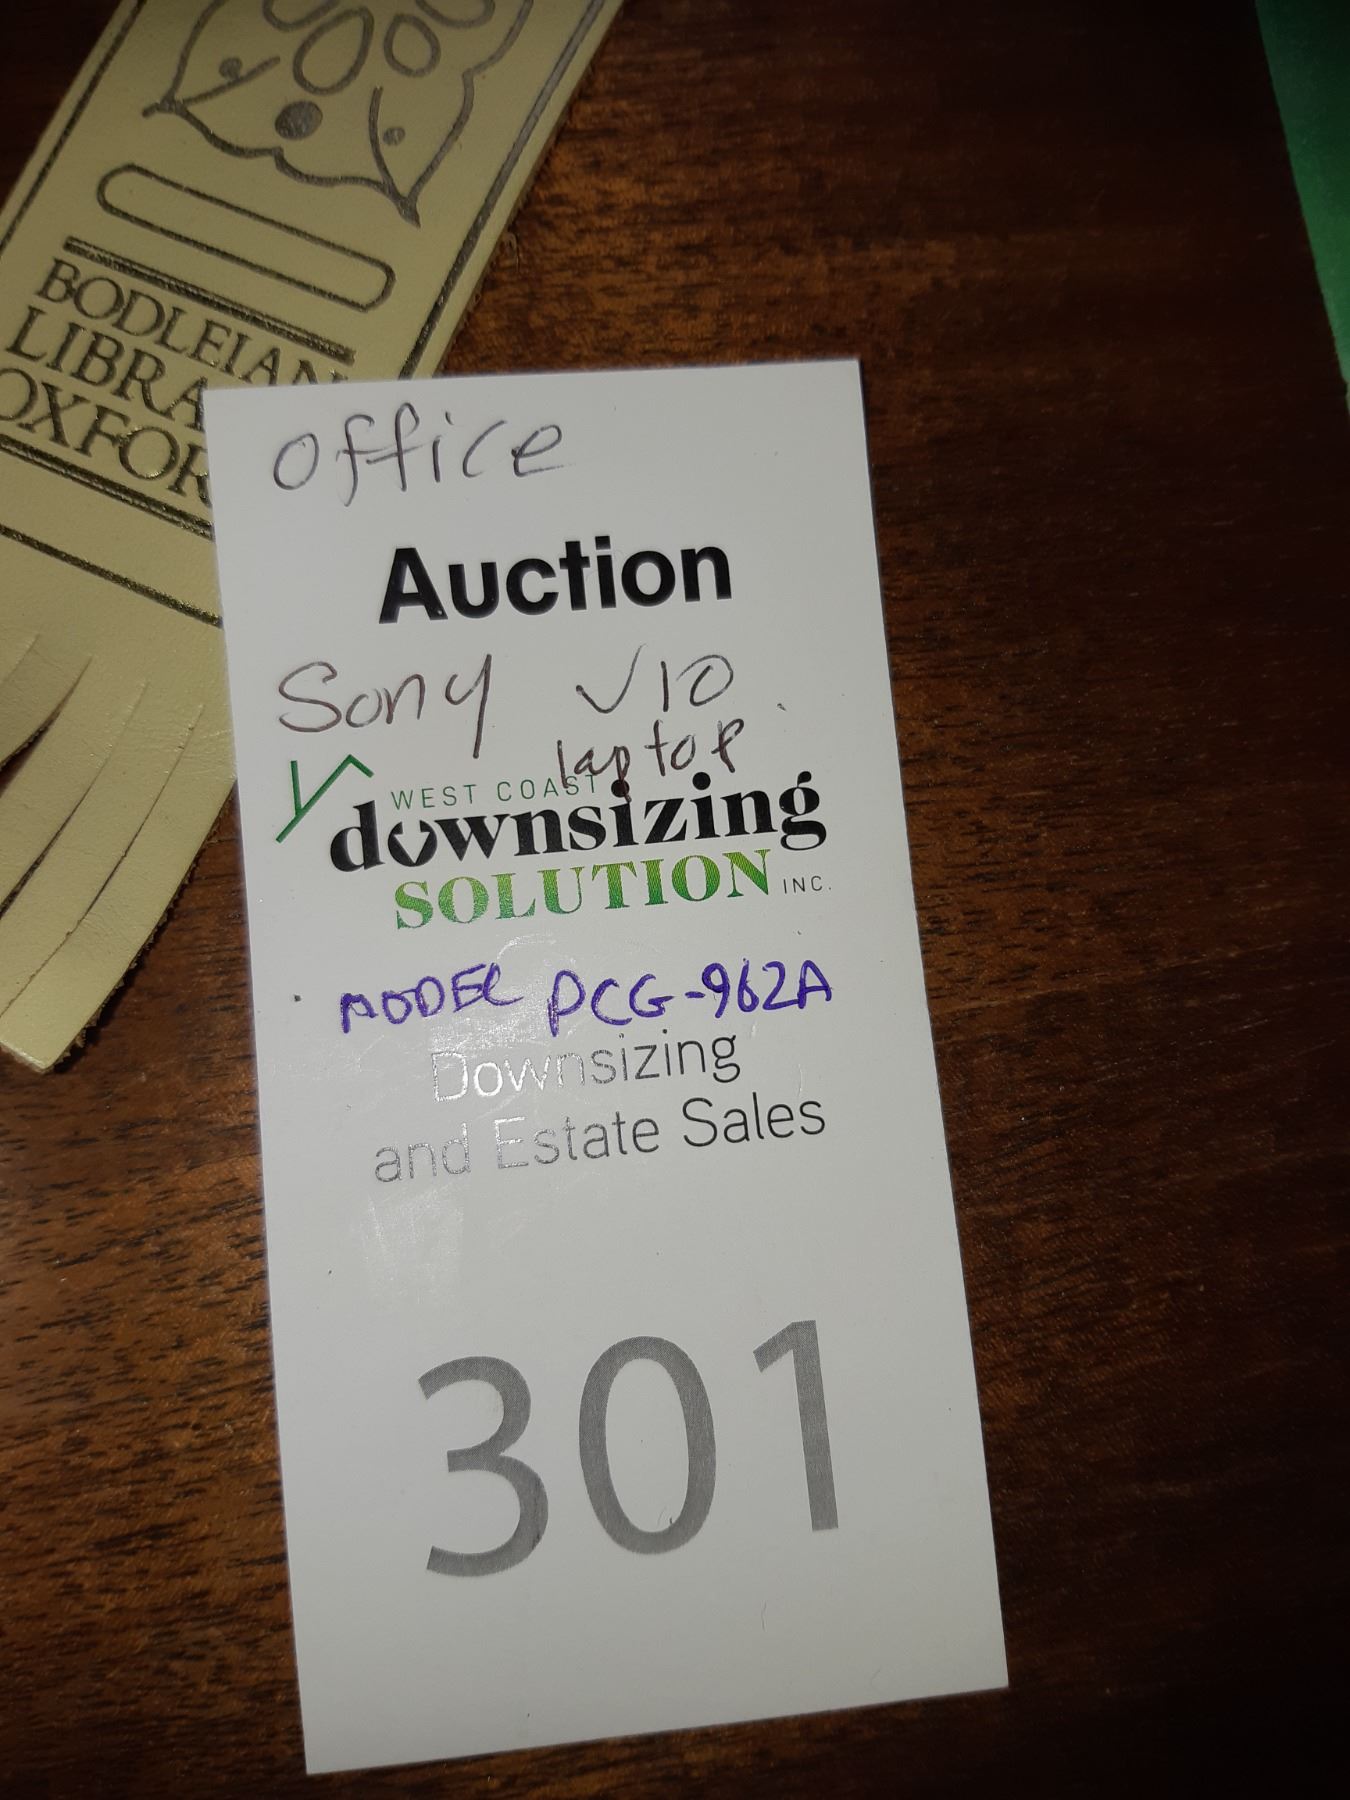 BODLEIAN
LIBRA
OXFOR
office
Auction
Sony V10
laptop
WEST COAST
downsizing
SOLUTION INC.
MODEL PCG-962A
Downsizing
and Estate Sales
301